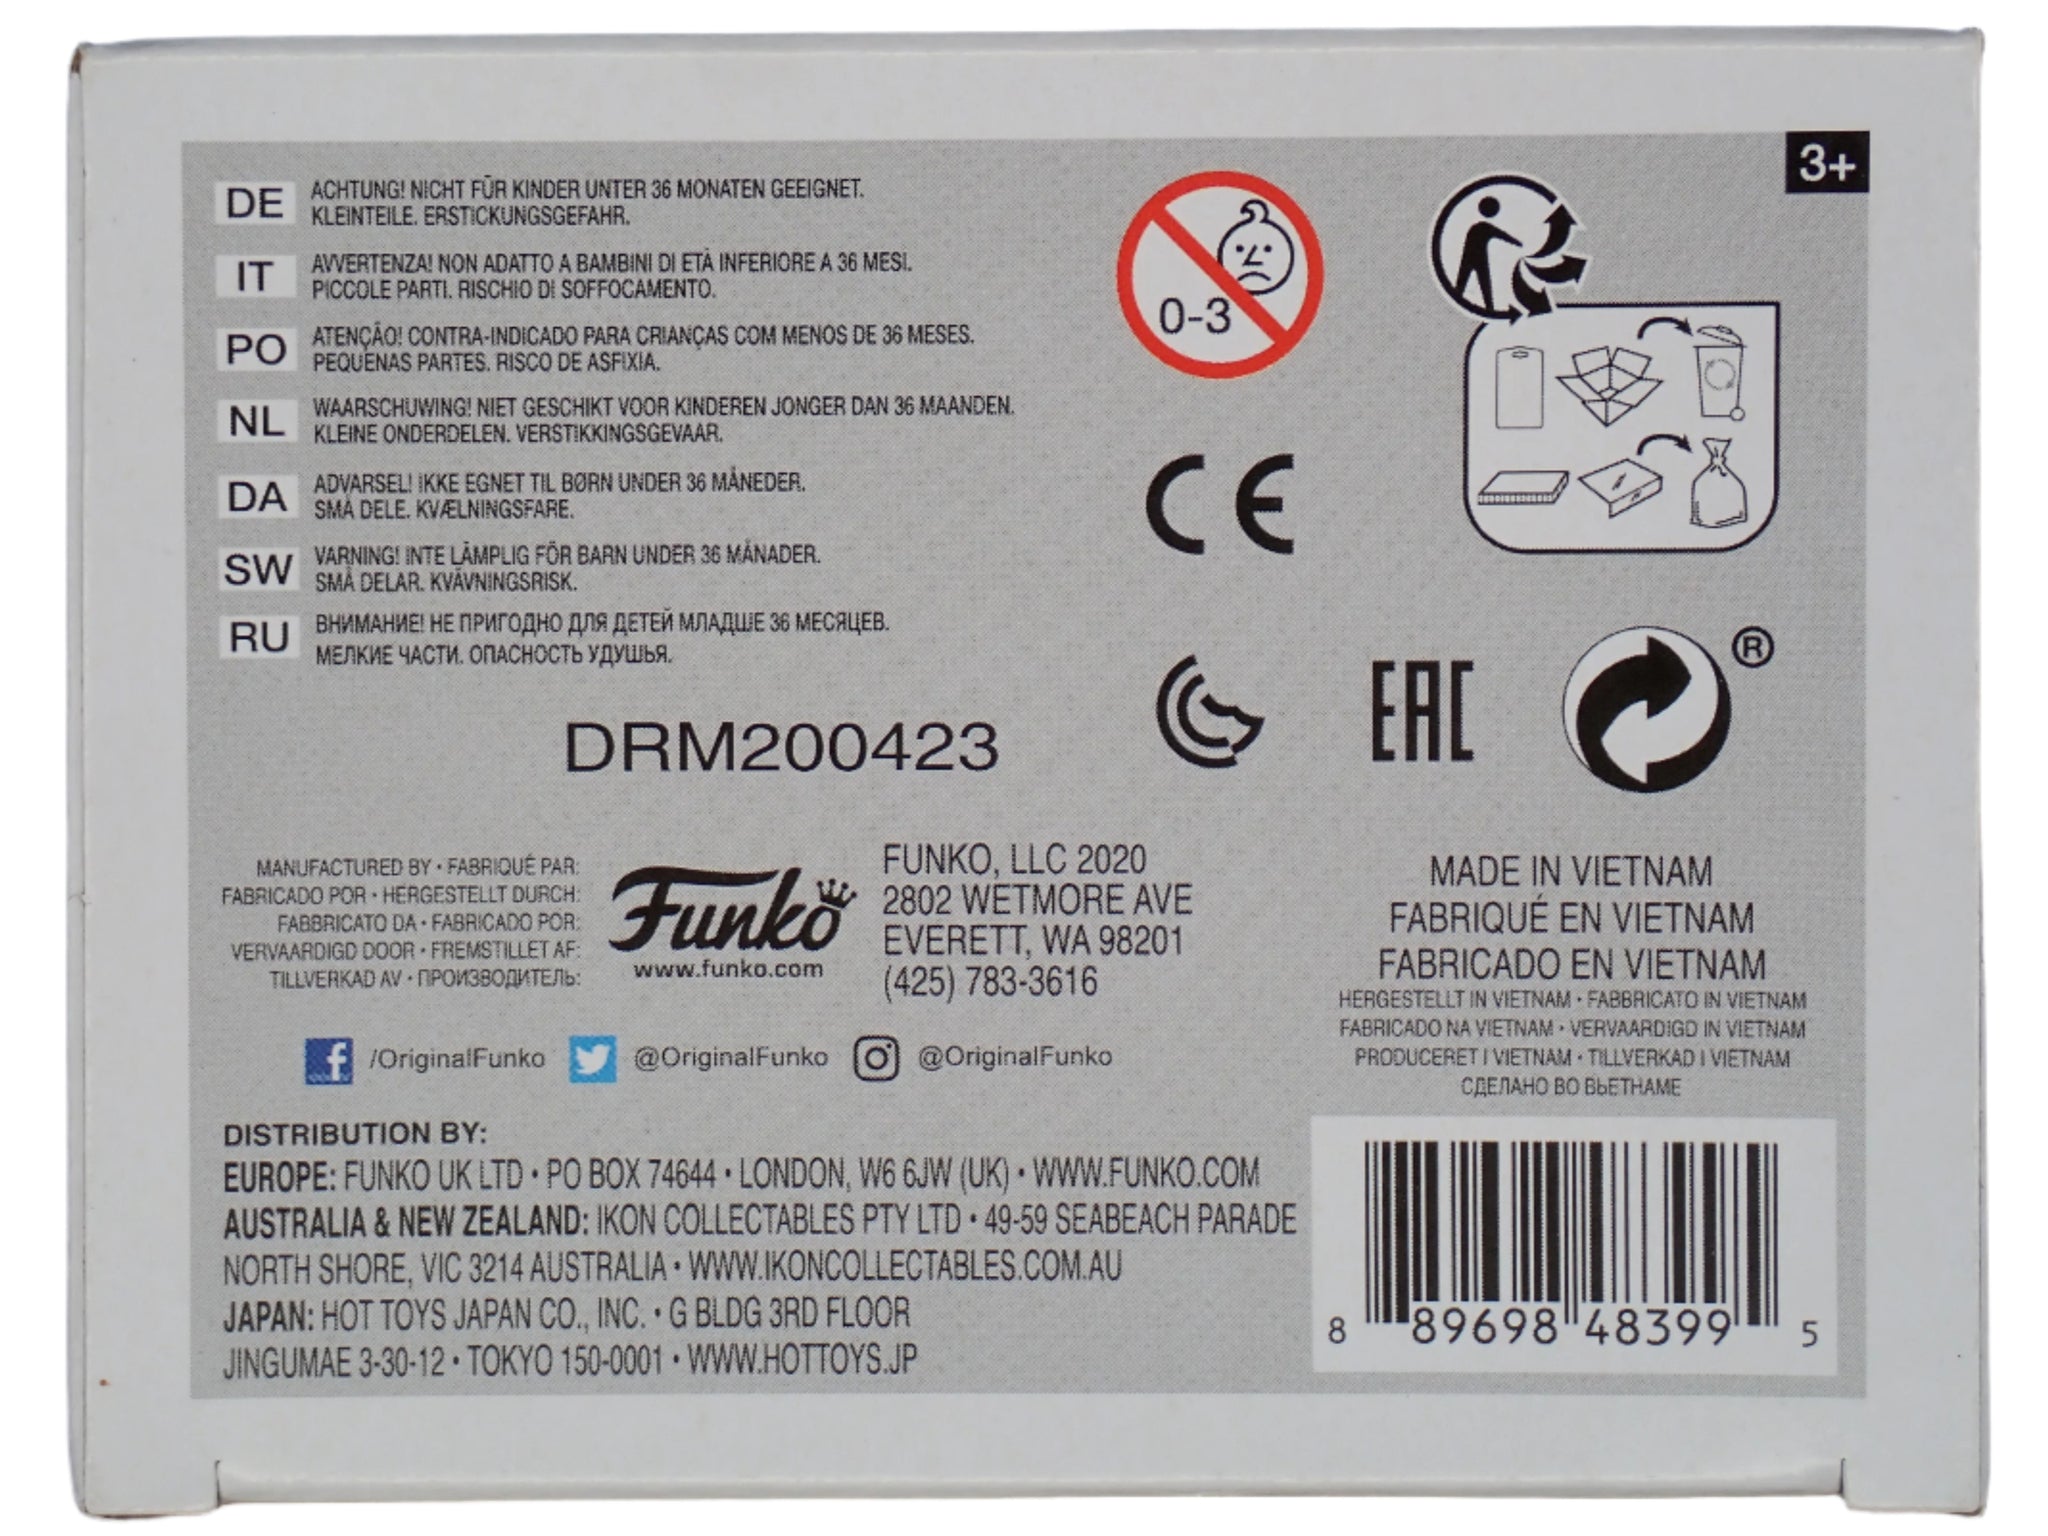 3+
DE ACHTUNG! NICHT FÜR KINDER UNTER 36 MONATEN GEEIGNET.
KLEINTEILE. ERSTICKUNGSGEFAHR.
IT AVVERTENZA! NON ADATTO A BAMBINI DI ETÀ INFERIORE A 36 MESI.
PICCOLE PARTI. RISCHIO DI SOFFOCAMENTO.
PO ATENÇÃO! CONTRA-INDICADO PARA CRIANÇAS COM MENOS DE 36 MESES.
PEQUENAS PARTES. RISCO DE ASFIXIA.
NL WAARSCHUWING! NIET GESCHIKT VOOR KINDEREN JONGER DAN 36 MAANDEN.
KLEINE ONDERDELEN. VERSTIKKINGSGEVAAR.
DA ADVARSEL! IKKE EGNET TIL BØRN UNDER 36 MÅNEDER.
SMÅ DELE. KVÆLNINGSFARE.
SW VARNING! INTE LÄMPLIG FÖR BARN UNDER 36 MÅNADER.
SMÅ DELAR. KVÄVNINGSRISK.
RU ВНИМАНИЕ! НЕ ПРИГОДНО ДЛЯ ДЕТЕЙ МЛАДШЕ 36 МЕСЯЦЕВ.
МЕЛКИЕ ЧАСТИ. ОПАСНОСТЬ УДУШЬЯ.
0-3
CE
EAC
®
DRM200423
MANUFACTURED BY • FABRIQUÉ PAR:
FABRICADO POR • HERGESTELLT DURCH:
FABBRICATO DA • FABRICADO POR:
VERVAARDIGD DOOR • FREMSTILLET AF:
TILLVERKAD AV • ПРОИЗВОДИТЕЛЬ:
Funko
www.funko.com
FUNKO, LLC 2020
2802 WETMORE AVE
EVERETT, WA 98201
(425) 783-3616
MADE IN VIETNAM
FABRIQUÉ EN VIETNAM
FABRICADO EN VIETNAM
HERGESTELLT IN VIETNAM • FABBRICATO IN VIETNAM
FABRICADO NA VIETNAM • VERVAARDIGD IN VIETNAM
PRODUCERET I VIETNAM • TILLVERKAD I VIETNAM
СДЕЛАНО ВО ВЬЕТНАМЕ
f /OriginalFunko @OriginalFunko @OriginalFunko
DISTRIBUTION BY:
EUROPE: FUNKO UK LTD • PO BOX 74644 • LONDON, W6 6JW (UK) • WWW.FUNKO.COM
AUSTRALIA & NEW ZEALAND: IKON COLLECTABLES PTY LTD • 49-59 SEABEACH PARADE
NORTH SHORE, VIC 3214 AUSTRALIA • WWW.IKONCOLLECTABLES.COM.AU
JAPAN: HOT TOYS JAPAN CO., INC. • G BLDG 3RD FLOOR
JINGUMAE 3-30-12 • TOKYO 150-0001 • WWW.HOTTOYS.JP
8 89698 48399 5